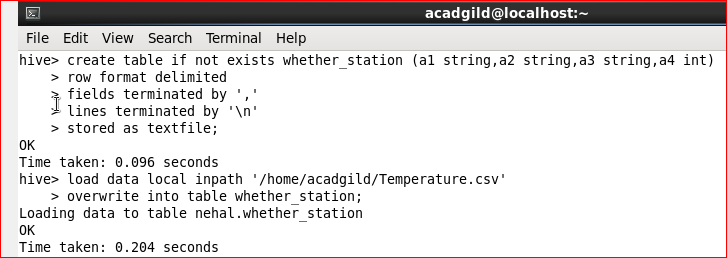 acadgild@localhost:~
File Edit View Search Terminal Help
hive> create table if not exists whether_station (a1 string,a2 string,a3 string,a4 int)
> row format delimited
> fields terminated by ','
> lines terminated by '\n'
> stored as textfile;
OK
Time taken: 0.096 seconds
hive> load data local inpath '/home/acadgild/Temperature.csv'
> overwrite into table whether_station;
Loading data to table nehal.whether_station
OK
Time taken: 0.204 seconds